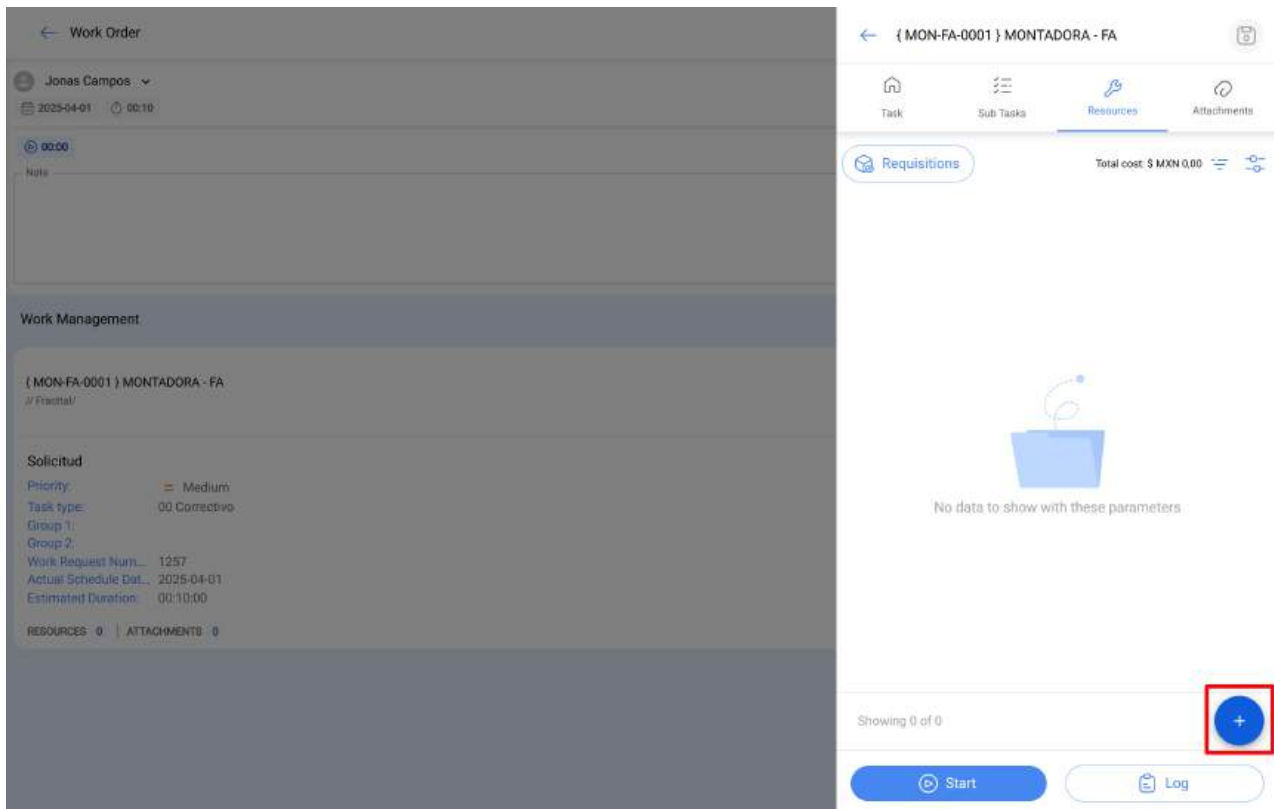 Work Order
Jonas Campos
2025-04-01 00:10
00:00
Note
Work Management
{ MON-FA-0001 } MONTADORA - FA
// Fracttal/
Solicitud
Priority: Medium
Task type: 00 Correctivo
Group 1:
Group 2:
Work Request Num... 1257
Actual Schedule Dat... 2025-04-01
Estimated Duration: 00:10:00
RESOURCES 0 | ATTACHMENTS 0
{ MON-FA-0001 } MONTADORA - FA
Task Sub Tasks Resources Attachments
Requisitions Total cost: $ MXN 0,00
No data to show with these parameters
Showing 0 of 0
+
Start Log